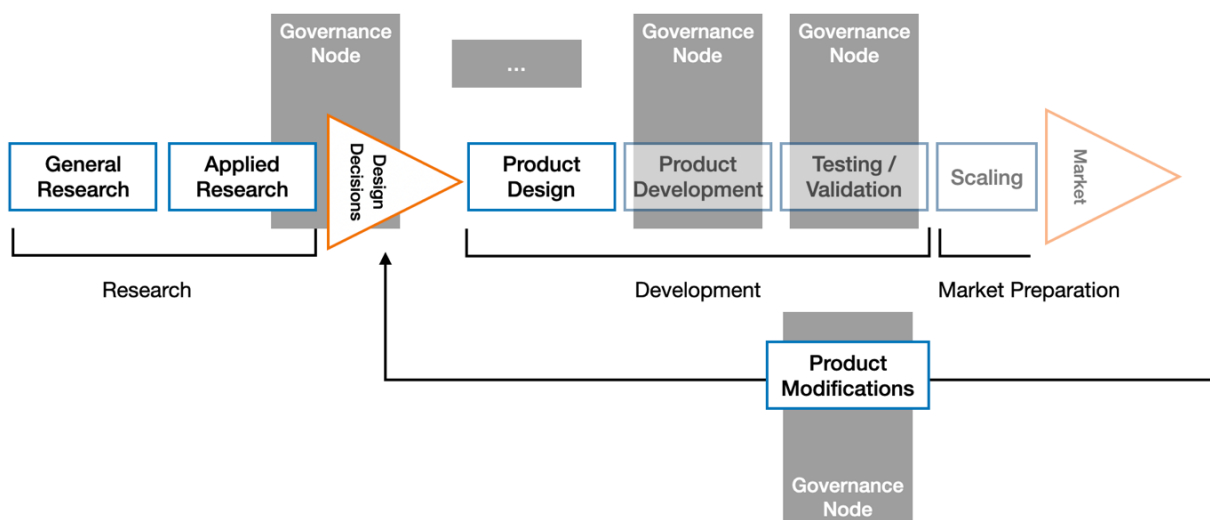 Governance
Node
...
Governance
Node
Governance
Node
General
Research
Applied
Research
Design
Decisions
Product
Design
Product
Development
Testing /
Validation
Scaling
Market
Research
Development
Market Preparation
Product
Modifications
Governance
Node